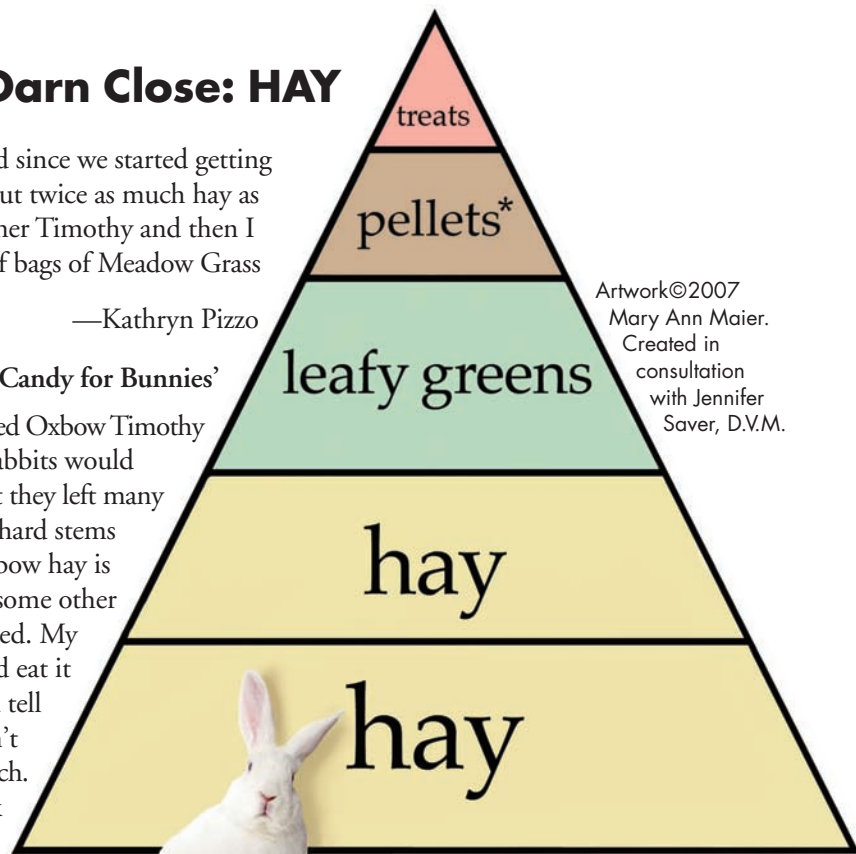 Darn Close: HAY
d since we started getting
ut twice as much hay as
her Timothy and then I
f bags of Meadow Grass
—Kathryn Pizzo
Candy for Bunnies’
ed Oxbow Timothy
abbits would
t they left many
hard stems
bow hay is
some other
ed. My
d eat it
tell
’t
ch.
treats
pellets*
leafy greens
hay
hay
Artwork©2007
Mary Ann Maier.
Created in
consultation
with Jennifer
Saver, D.V.M.